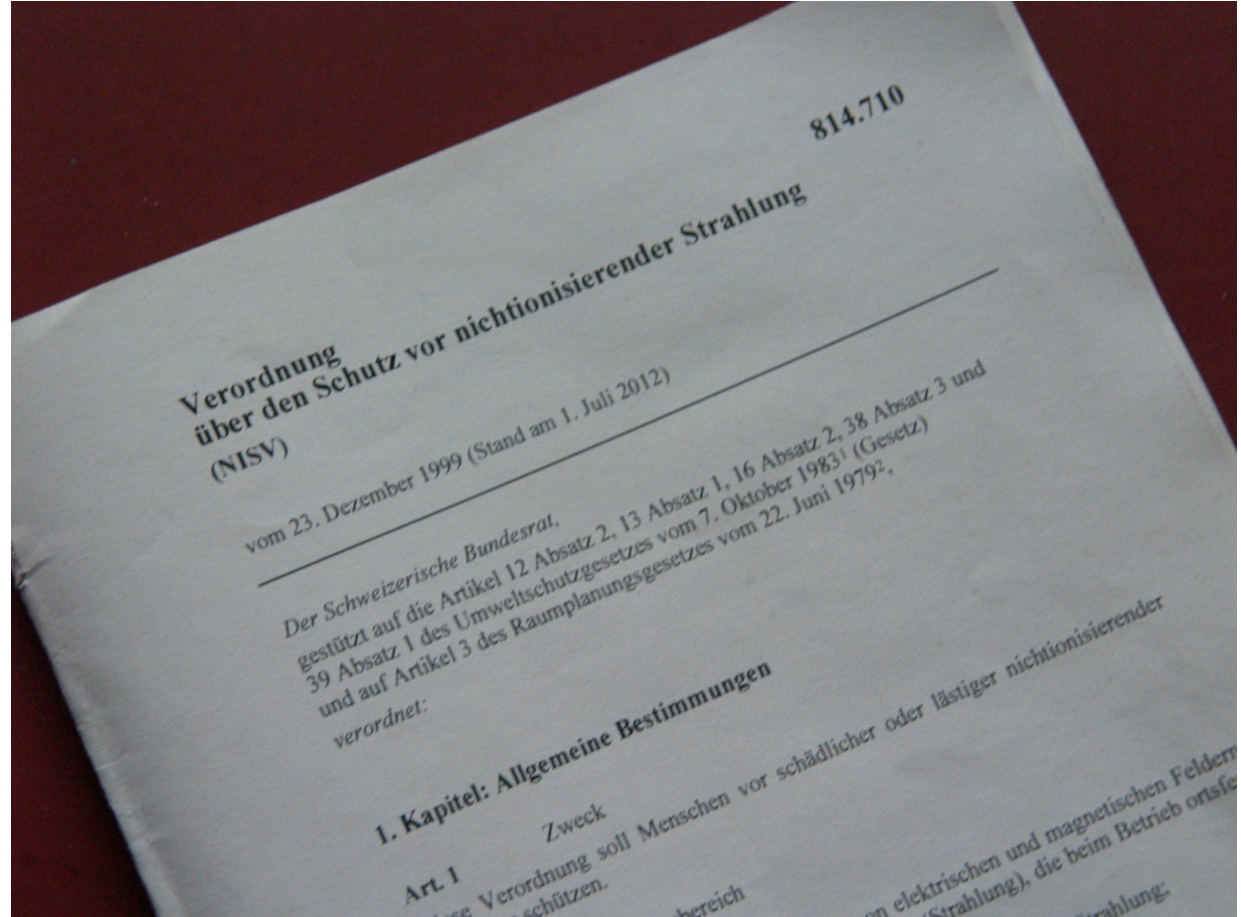 814.710
Verordnung
über den Schutz vor nichtionisierender Strahlung
(NISV)
vom 23. Dezember 1999 (Stand am 1. Juli 2012)
Der Schweizerische Bundesrat,
gestützt auf die Artikel 12 Absatz 2, 13 Absatz 1, 16 Absatz 2, 38 Absatz 3 und
39 Absatz 1 des Umweltschutzgesetzes vom 7. Oktober 1983¹ (Gesetz)
und auf Artikel 3 des Raumplanungsgesetzes vom 22. Juni 1979²,
verordnet:
1. Kapitel: Allgemeine Bestimmungen
Art. 1 Zweck
Verordnung soll Menschen vor schädlicher oder lästiger nichtionisierender
schützen.
elektrischen und magnetischen Feldern
(Strahlung), die beim Betrieb